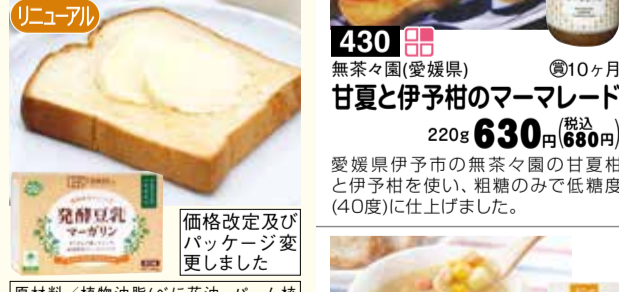 リニューアル
発酵豆乳
マーガリン
価格改定及び
パッケージ変
更しました
430
無茶々園(愛媛県)
賞10ヶ月
甘夏と伊予柑のマーマレード
220g 630円(税込680円)
愛媛県伊予市の無茶々園の甘夏柑
と伊予柑を使い、粗糖のみで低糖度
(40度)に仕上げました。